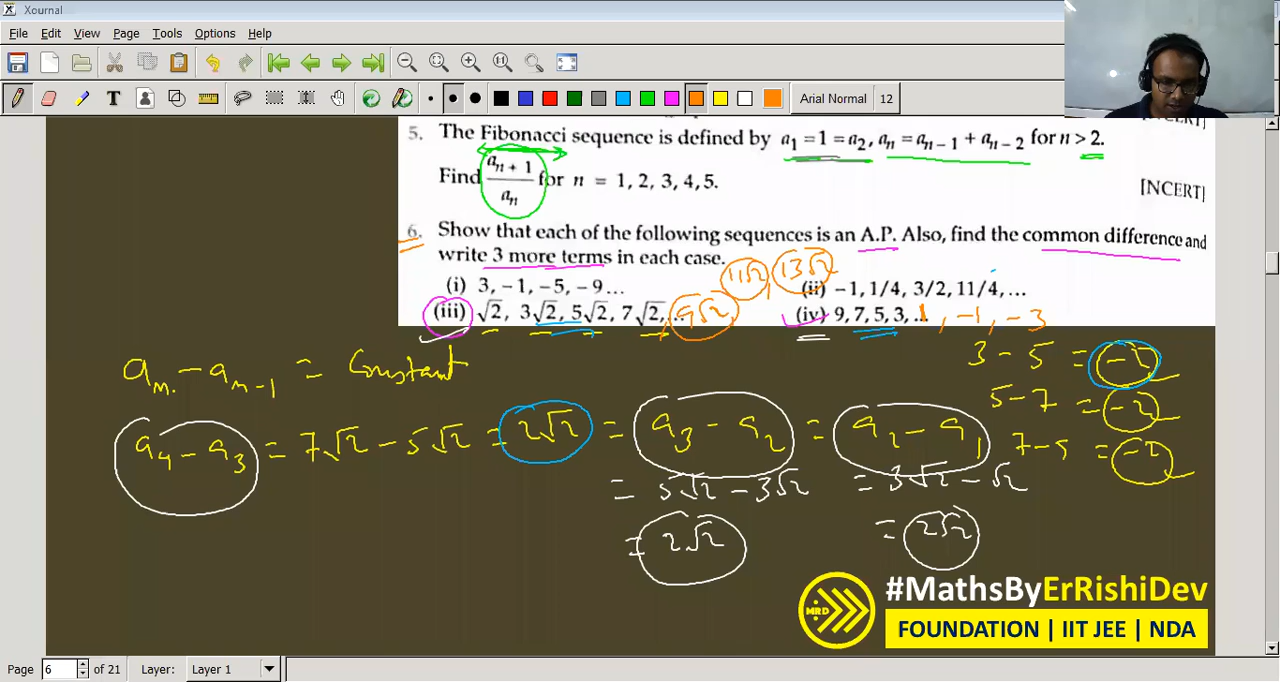 Xournal
File Edit View Page Tools Options Help
Arial Normal 12
5. The Fibonacci sequence is defined by a₁ = 1 = a₂, aₙ = aₙ₋₁ + aₙ₋₂ for n > 2.
Find aₙ₊₁/aₙ for n = 1, 2, 3, 4, 5.
[NCERT]
6. Show that each of the following sequences is an A.P. Also, find the common difference and
write 3 more terms in each case.
(i) 3, −1, −5, −9...
(ii) −1, 1/4, 3/2, 11/4, ...
11√2, 13√2
(iii) √2, 3√2, 5√2, 7√2, ... 9√2
(iv) 9, 7, 5, 3, ... 1, −1, −3
aₙ − aₙ₋₁ = Constant
3 − 5 = −2
5 − 7 = −2
a₄ − a₃ = 7√2 − 5√2 = 2√2 = a₃ − a₂ = a₂ − a₁
7 − 9 = −2
= 5√2 − 3√2 = 3√2 − √2
= 2√2 = 2√2
MRD
#MathsByErRishiDev
FOUNDATION | IIT JEE | NDA
Page 6 of 21 Layer: Layer 1